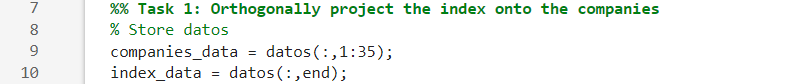 7 %% Task 1: Orthogonally project the index onto the companies
8 % Store datos
9 companies_data = datos(:,1:35);
10 index_data = datos(:,end);